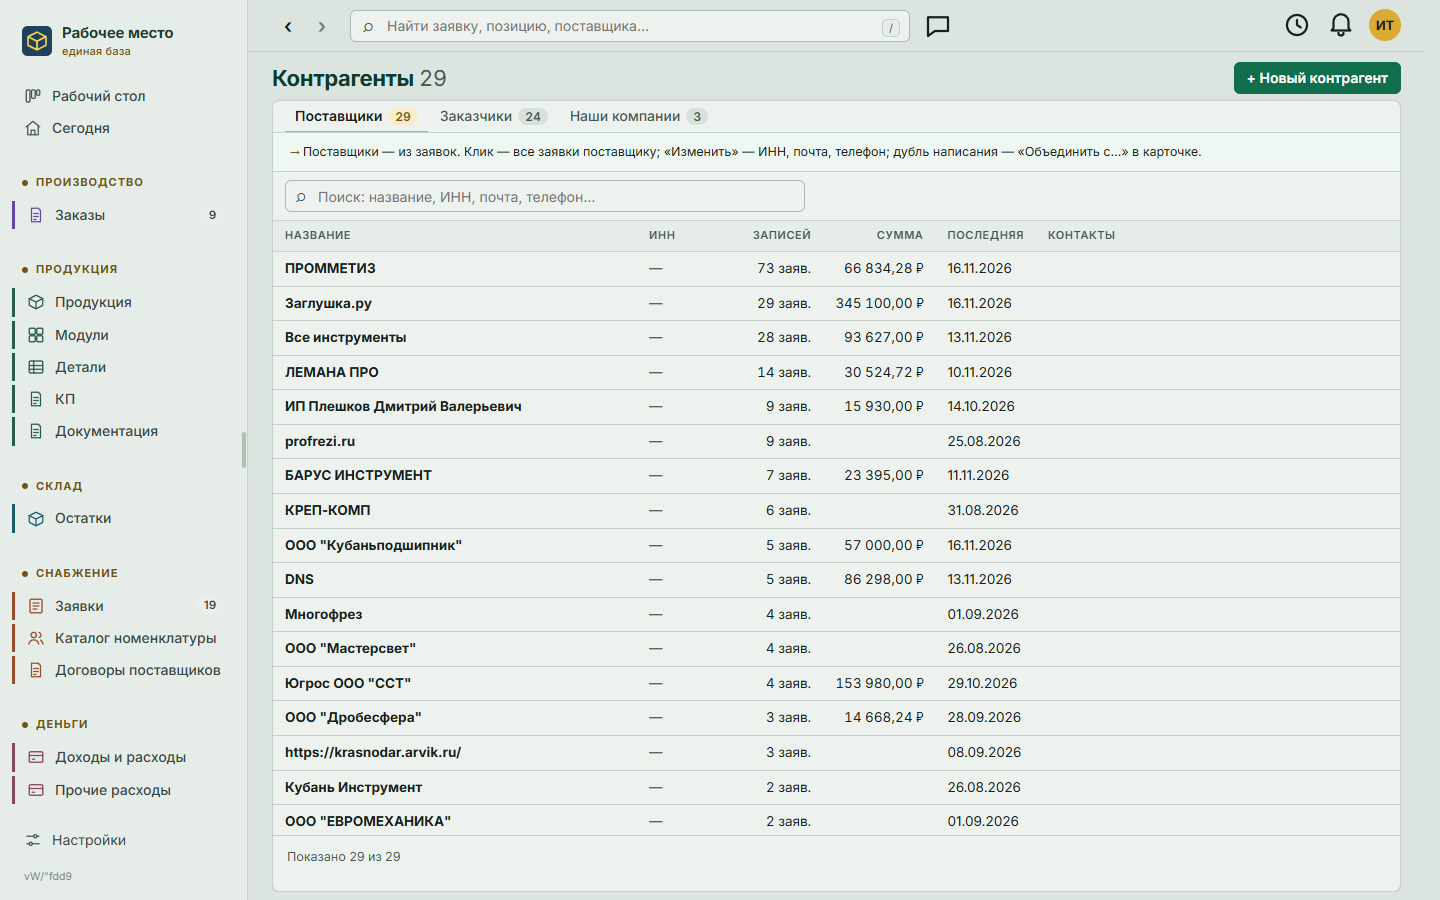 Рабочее место
единая база
Рабочий стол
Сегодня
ПРОИЗВОДСТВО
Заказы 9
ПРОДУКЦИЯ
Продукция
Модули
Детали
КП
Документация
СКЛАД
Остатки
СНАБЖЕНИЕ
Заявки 19
Каталог номенклатуры
Договоры поставщиков
ДЕНЬГИ
Доходы и расходы
Прочие расходы
Настройки
vW/"fdd9
Найти заявку, позицию, поставщика... /
ИТ
Контрагенты 29
+ Новый контрагент
Поставщики 29 Заказчики 24 Наши компании 3
→ Поставщики — из заявок. Клик — все заявки поставщику; «Изменить» — ИНН, почта, телефон; дубль написания — «Объединить с...» в карточке.
Поиск: название, ИНН, почта, телефон...
НАЗВАНИЕ ИНН ЗАПИСЕЙ СУММА ПОСЛЕДНЯЯ КОНТАКТЫ
ПРОММЕТИЗ — 73 заяв. 66 834,28 ₽ 16.11.2026
Заглушка.ру — 29 заяв. 345 100,00 ₽ 16.11.2026
Все инструменты — 28 заяв. 93 627,00 ₽ 13.11.2026
ЛЕМАНА ПРО — 14 заяв. 30 524,72 ₽ 10.11.2026
ИП Плешков Дмитрий Валерьевич — 9 заяв. 15 930,00 ₽ 14.10.2026
profrezi.ru — 9 заяв. 25.08.2026
БАРУС ИНСТРУМЕНТ — 7 заяв. 23 395,00 ₽ 11.11.2026
КРЕП-КОМП — 6 заяв. 31.08.2026
ООО "Кубаньподшипник" — 5 заяв. 57 000,00 ₽ 16.11.2026
DNS — 5 заяв. 86 298,00 ₽ 13.11.2026
Многофрез — 4 заяв. 01.09.2026
ООО "Мастерсвет" — 4 заяв. 26.08.2026
Югрос ООО "ССТ" — 4 заяв. 153 980,00 ₽ 29.10.2026
ООО "Дробесфера" — 3 заяв. 14 668,24 ₽ 28.09.2026
https://krasnodar.arvik.ru/ — 3 заяв. 08.09.2026
Кубань Инструмент — 2 заяв. 26.08.2026
ООО "ЕВРОМЕХАНИКА" — 2 заяв. 01.09.2026
Показано 29 из 29